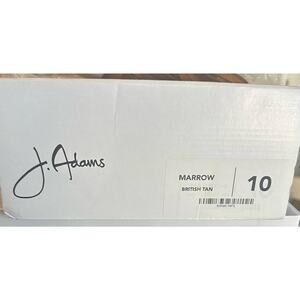 J. Adams
MARROW
BRITISH TAN
10